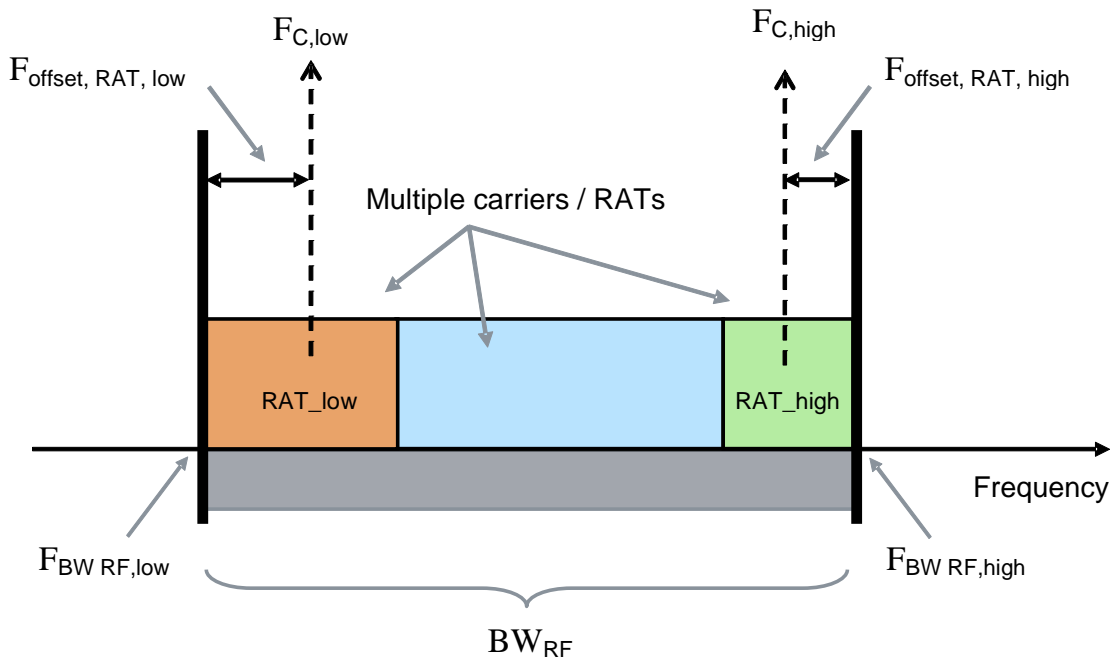 F_C,low
F_C,high
F_offset, RAT, low
F_offset, RAT, high
Multiple carriers / RATs
RAT_low
RAT_high
Frequency
F_BW RF,low
F_BW RF,high
BW_RF